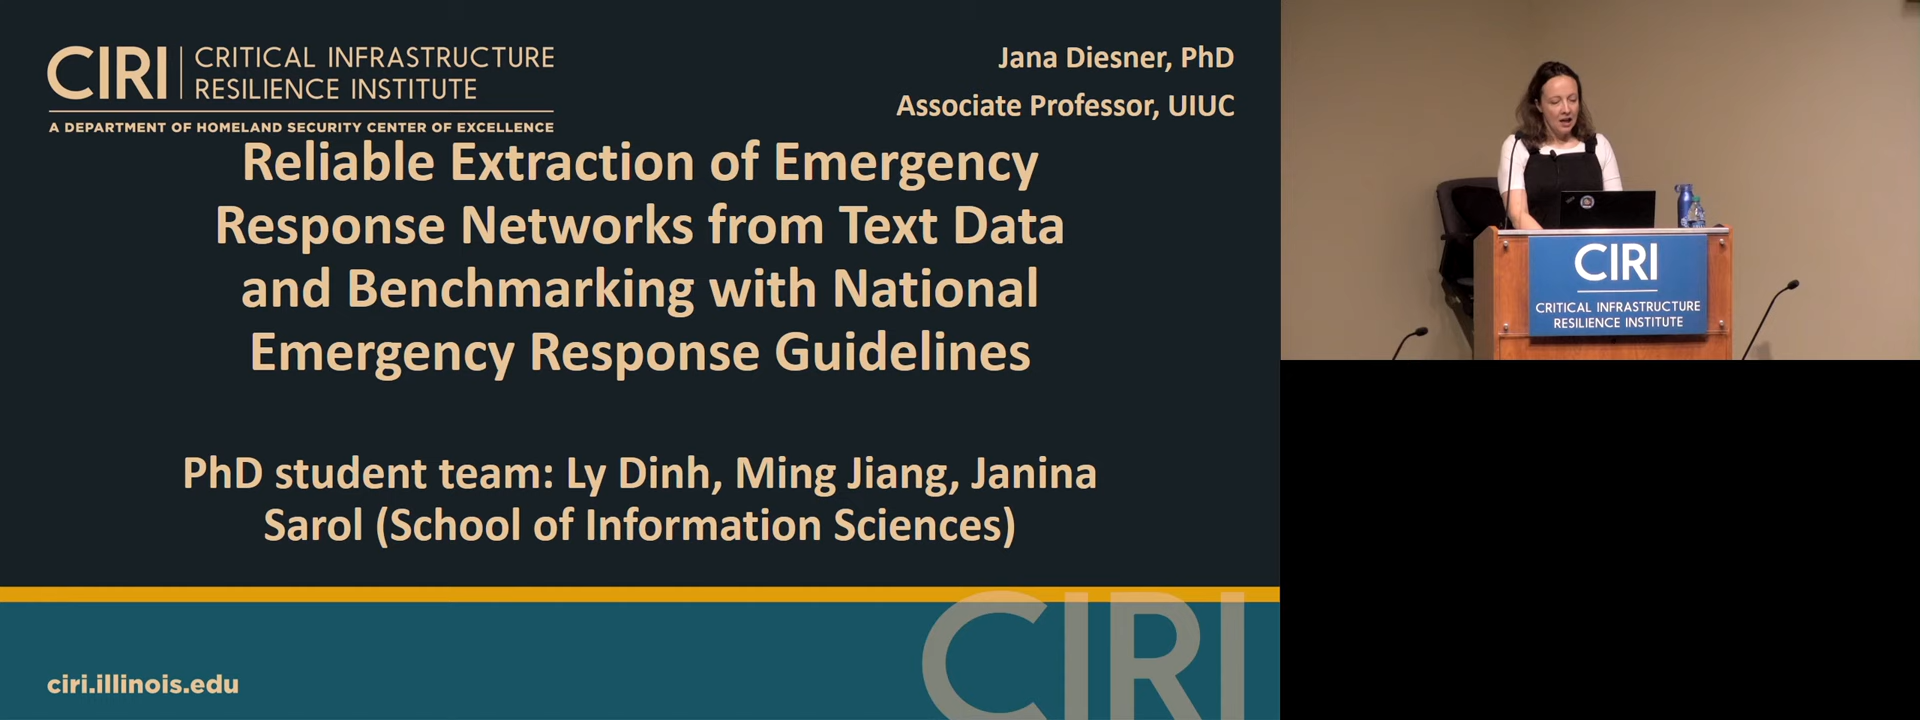 CIRI
CRITICAL INFRASTRUCTURE
RESILIENCE INSTITUTE
A DEPARTMENT OF HOMELAND SECURITY CENTER OF EXCELLENCE
Jana Diesner, PhD
Associate Professor, UIUC
Reliable Extraction of Emergency
Response Networks from Text Data
and Benchmarking with National
Emergency Response Guidelines
PhD student team: Ly Dinh, Ming Jiang, Janina
Sarol (School of Information Sciences)
ciri.illinois.edu
CIRI
CIRI
CRITICAL INFRASTRUCTURE
RESILIENCE INSTITUTE